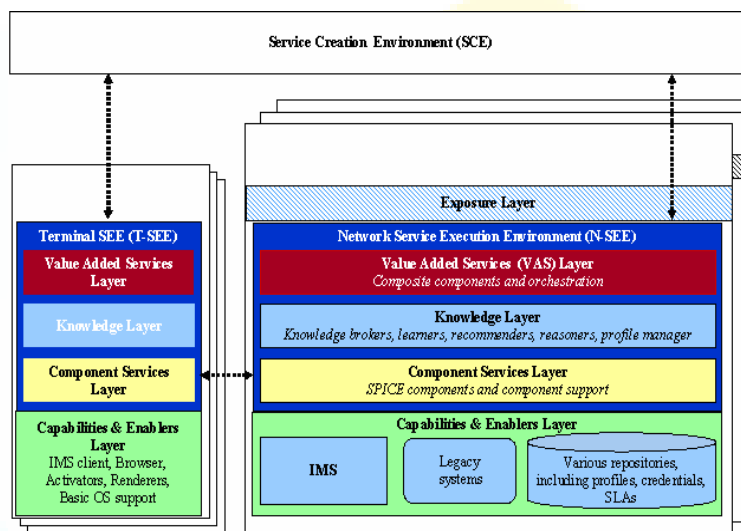 Service Creation Environment (SCE)
Exposure Layer
Terminal SEE (T-SEE)
Value Added Services
Layer
Knowledge Layer
Component Services
Layer
Capabilities & Enablers
Layer
IMS client, Browser,
Activators, Renderers,
Basic OS support
Network Service Execution Environment (N-SEE)
Value Added Services (VAS) Layer
Composite components and orchestration
Knowledge Layer
Knowledge brokers, learners, recommenders, reasoners, profile manager
Component Services Layer
SPICE components and component support
Capabilities & Enablers Layer
IMS
Legacy
systems
Various repositories,
including profiles, credentials,
SLAs